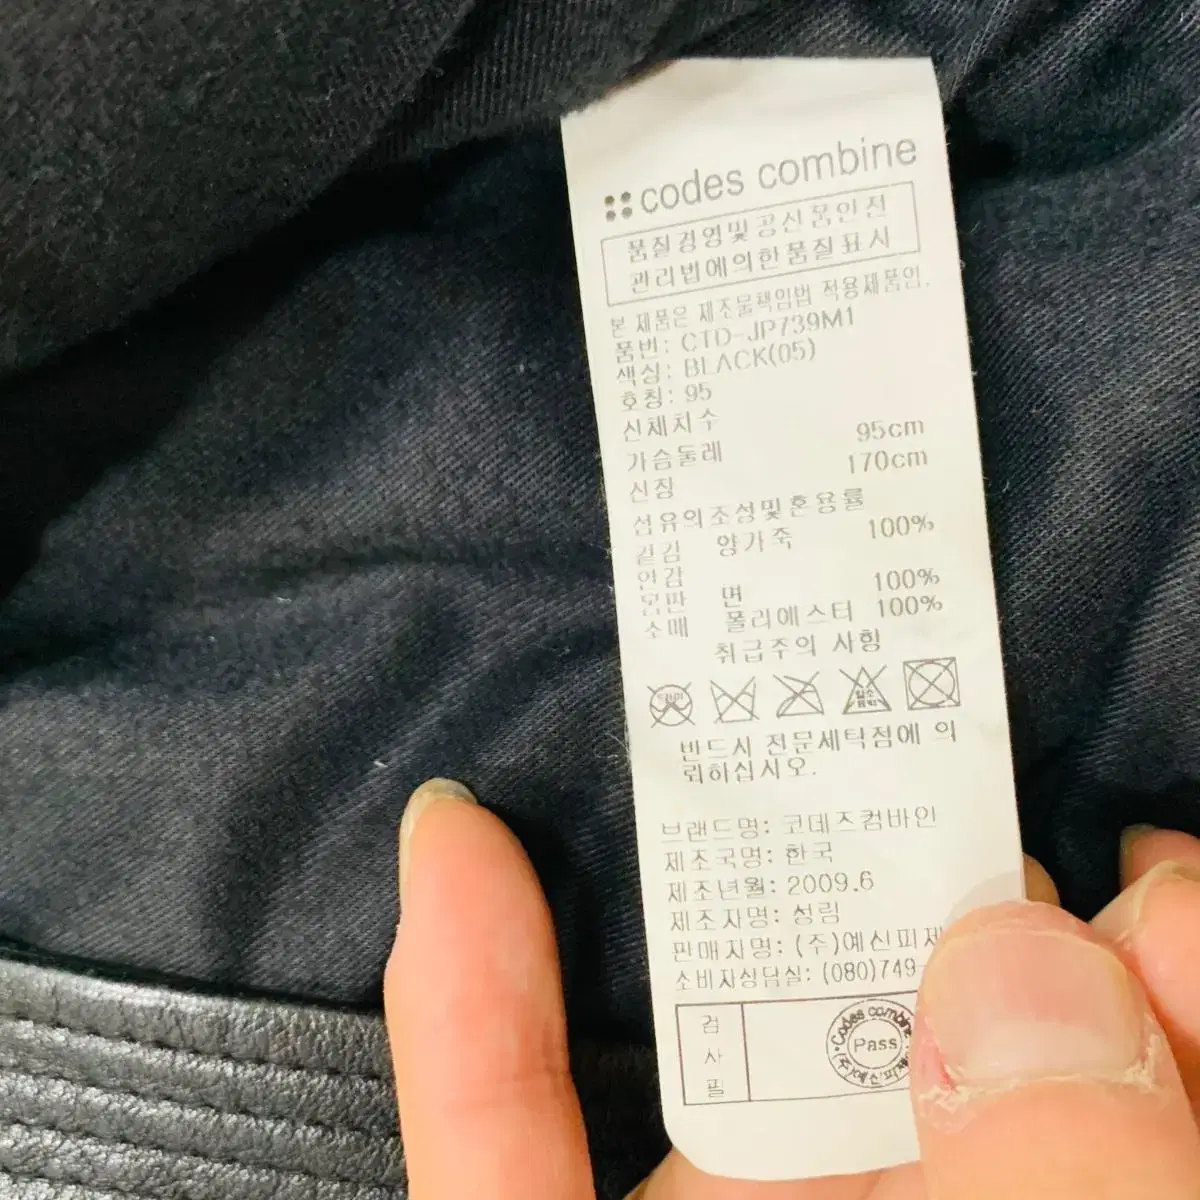 codes combine
품질경영및공산품안전
관리법에의한품질표시
본 제품은 제조물책임법 적용제품임.
품번: CTD-JP739M1
색상: BLACK(05)
호칭: 95
신체치수
가슴둘레 95cm
신장 170cm
섬유의조성및혼용률
겉감 양가죽 100%
안감
몸판 면 100%
소매 폴리에스터 100%
취급주의 사항
드라이
반드시 전문세탁점에 의
뢰하십시오.
브랜드명: 코데즈컴바인
제조국명: 한국
제조년월: 2009.6
제조자명: 성림
판매자명: (주)예신피제
소비자상담실: (080)749-
검사필
Codes combine
Pass